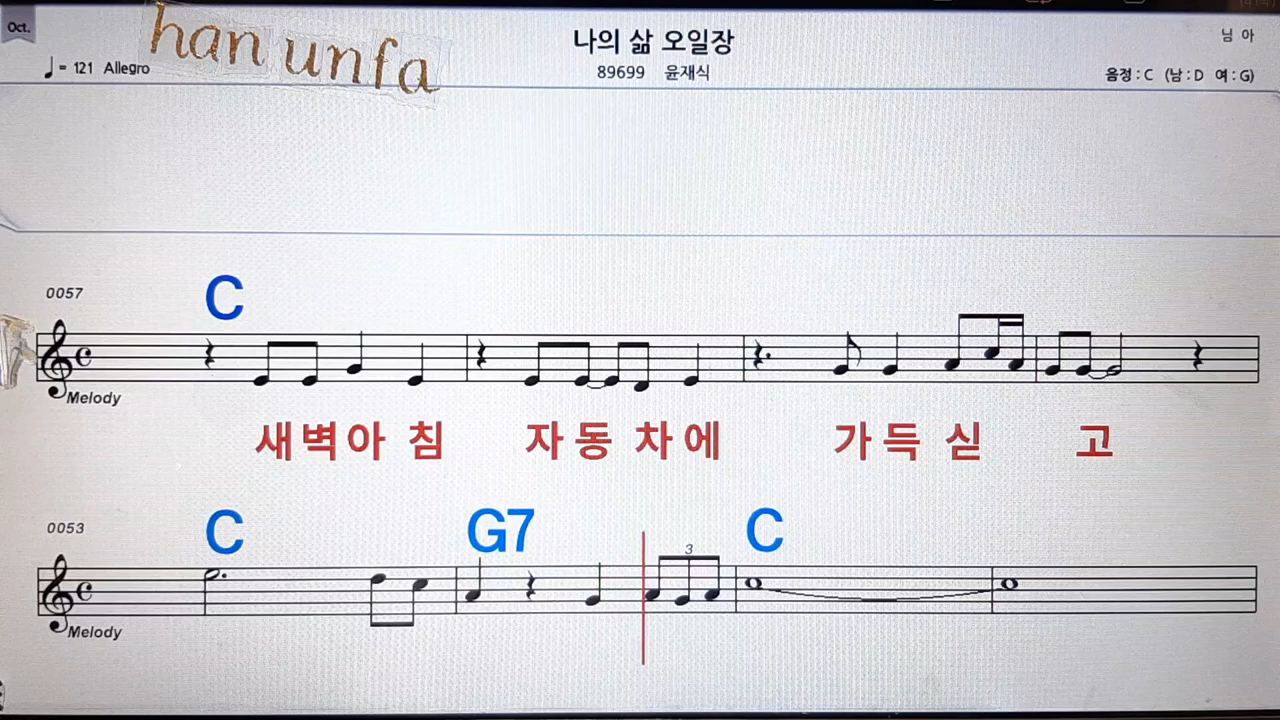 Oct.
han unfa
나의 삶 오일장
님 아
♩= 121 Allegro
89699 윤재식
음정 : C (남 : D 여 : G)
0057
C
Melody
새벽아 침 자 동 차 에 가 득 싣 고
0053
C G7 C
3
Melody